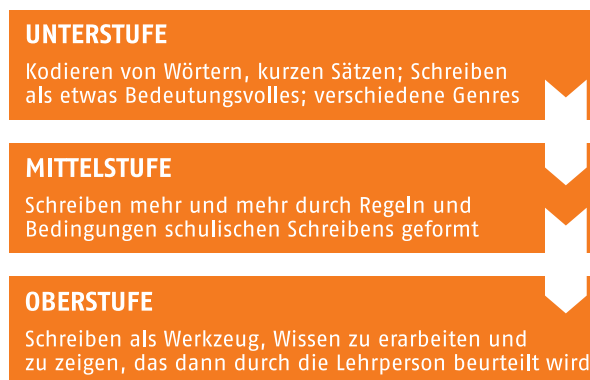 UNTERSTUFE
Kodieren von Wörtern, kurzen Sätzen; Schreiben
als etwas Bedeutungsvolles; verschiedene Genres
MITTELSTUFE
Schreiben mehr und mehr durch Regeln und
Bedingungen schulischen Schreibens geformt
OBERSTUFE
Schreiben als Werkzeug, Wissen zu erarbeiten und
zu zeigen, das dann durch die Lehrperson beurteilt wird